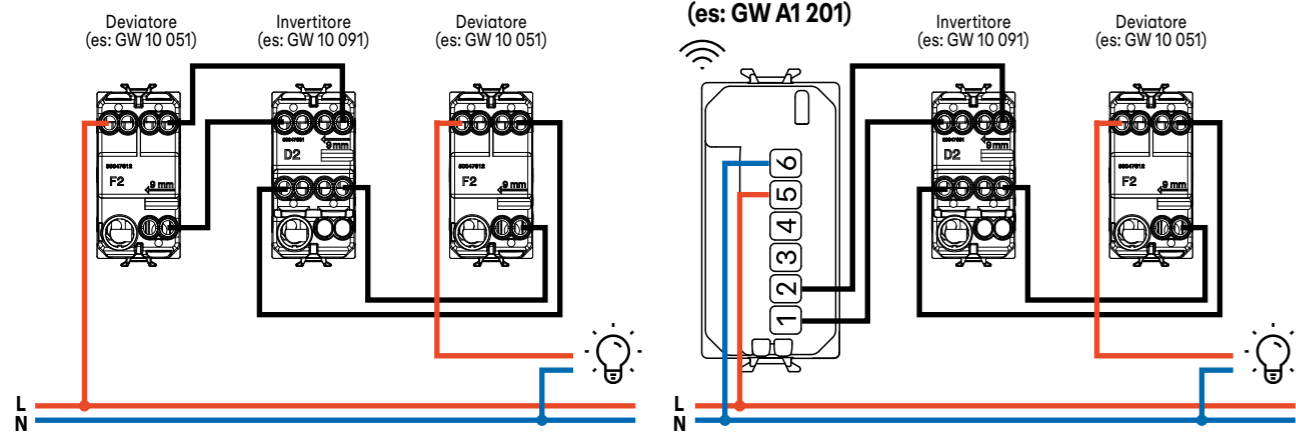 Deviatore
(es: GW 10 051)
Invertitore
(es: GW 10 091)
Deviatore
(es: GW 10 051)
F2
9 mm
D2
9 mm
F2
9 mm
L
N
(es: GW A1 201)
Invertitore
(es: GW 10 091)
Deviatore
(es: GW 10 051)
6
5
4
3
2
1
D2
9 mm
F2
9 mm
L
N